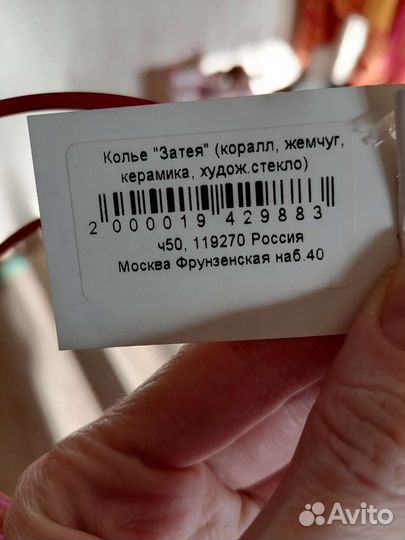 Колье "Затея" (коралл, жемчуг,
керамика, худож.стекло)
2 000019 429883
ч50, 119270 Россия
Москва Фрунзенская наб.40
Avito